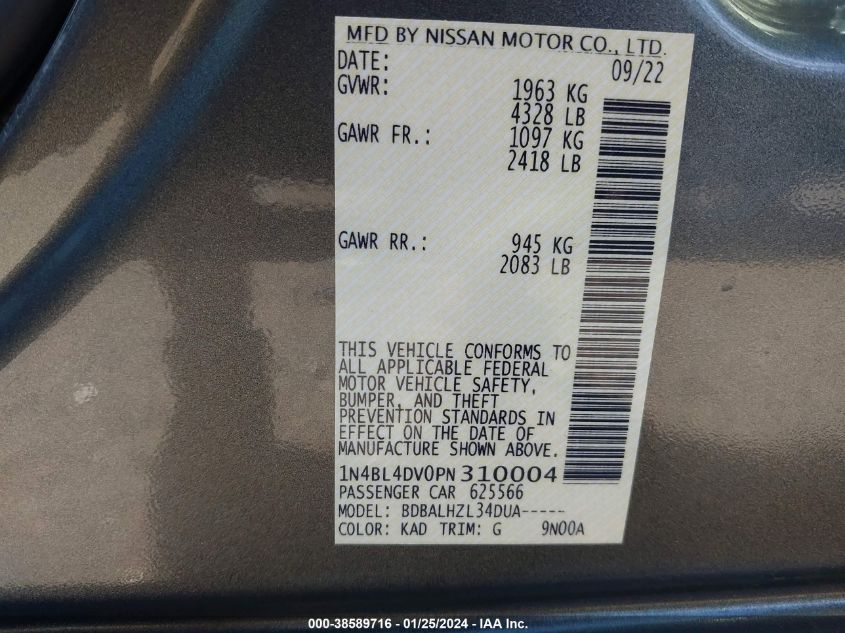 MFD BY NISSAN MOTOR CO., LTD.
DATE: 09/22
GVWR: 1963 KG
4328 LB
GAWR FR.: 1097 KG
2418 LB
GAWR RR.: 945 KG
2083 LB
THIS VEHICLE CONFORMS TO
ALL APPLICABLE FEDERAL
MOTOR VEHICLE SAFETY,
BUMPER, AND THEFT
PREVENTION STANDARDS IN
EFFECT ON THE DATE OF
MANUFACTURE SHOWN ABOVE.
1N4BL4DV0PN310004
PASSENGER CAR 625566
MODEL: BDBALHZL34DUA-----
COLOR: KAD TRIM: G 9N00A
000-38589716 - 01/25/2024 - IAA Inc.